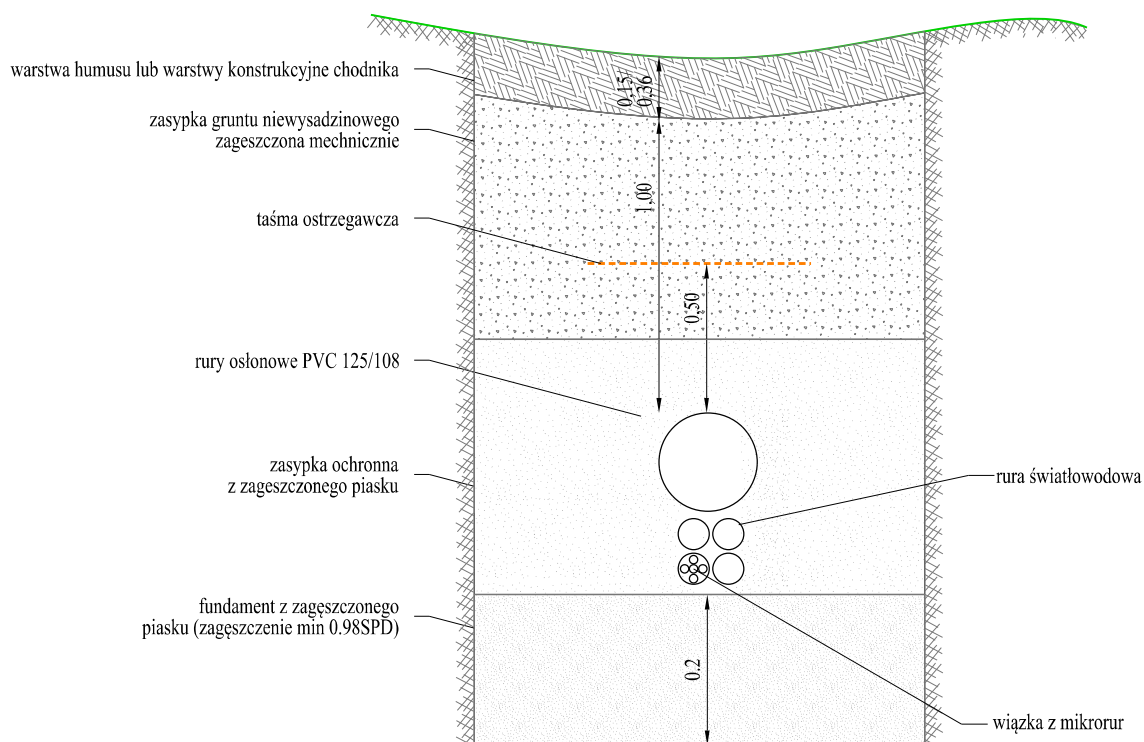 warstwa humusu lub warstwy konstrukcyjne chodnika
0,15
0,36
zasypka gruntu niewysadzinowego
zageszczona mechnicznie
1,00
taśma ostrzegawcza
0,50
rury osłonowe PVC 125/108
zasypka ochronna
z zageszczonego piasku
rura światłowodowa
fundament z zagęszczonego
piasku (zagęszczenie min 0.98SPD)
0.2
wiązka z mikrorur